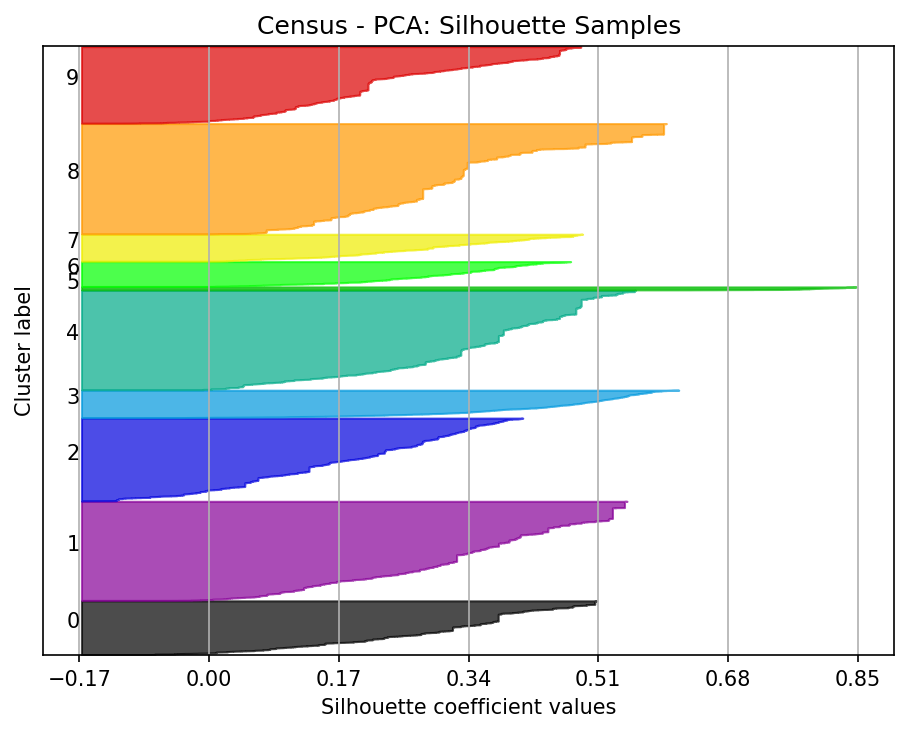 Census - PCA: Silhouette Samples
9
8
7
6
5
4
3
2
1
0
Cluster label
−0.17 0.00 0.17 0.34 0.51 0.68 0.85
Silhouette coefficient values